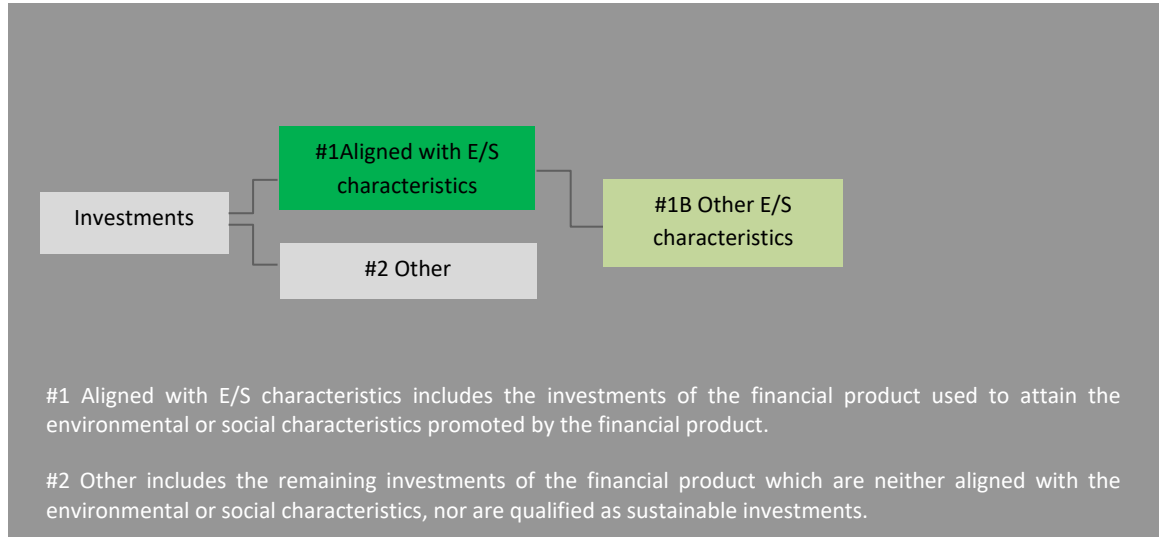 #1Aligned with E/S
characteristics
Investments
#1B Other E/S
characteristics
#2 Other
#1 Aligned with E/S characteristics includes the investments of the financial product used to attain the
environmental or social characteristics promoted by the financial product.
#2 Other includes the remaining investments of the financial product which are neither aligned with the
environmental or social characteristics, nor are qualified as sustainable investments.